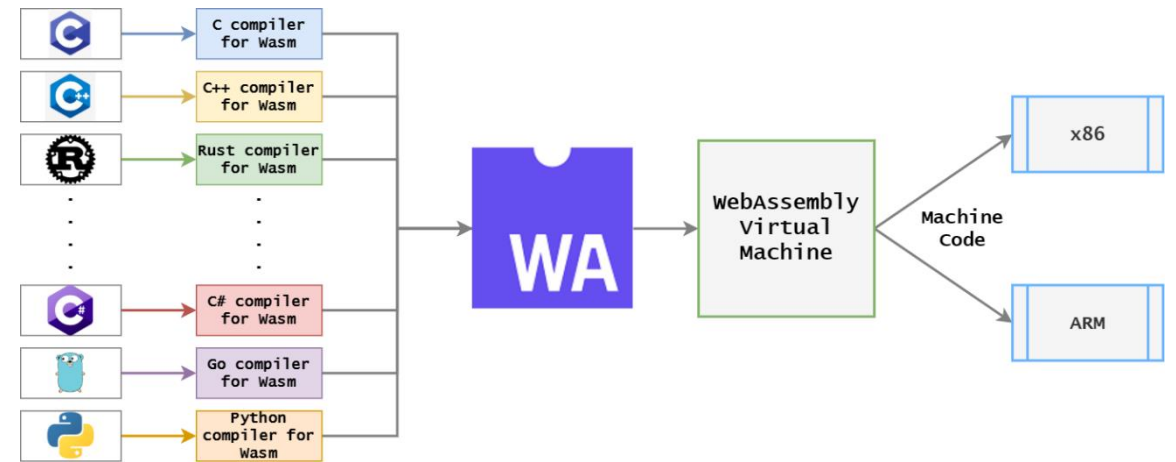 C
C compiler
for Wasm
C++
C++ compiler
for Wasm
R
Rust compiler
for Wasm
C#
C# compiler
for Wasm
Go compiler
for Wasm
Python
compiler for
Wasm
WA
WebAssembly
Virtual
Machine
Machine
Code
x86
ARM